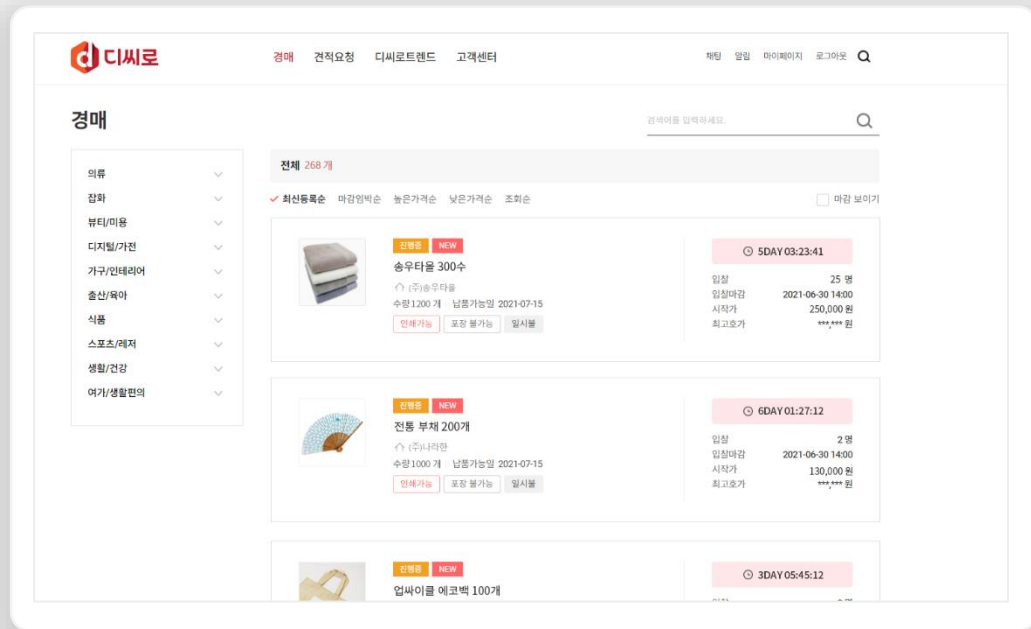 디씨로
경매 견적요청 디씨로트렌드 고객센터
채팅 알림 마이페이지 로그아웃
경매
검색어를 입력하세요.
의류
잡화
뷰티/미용
디지털/가전
가구/인테리어
출산/육아
식품
스포츠/레저
생활/건강
여가/생활편의
전체 268 개
최신등록순 마감임박순 높은가격순 낮은가격순 조회순
마감 보이기
진행중 NEW
송우타올 300수
(주)송우타올
수량 1200 개 납품가능일 2021-07-15
인쇄가능 포장 불가능 일시불
5DAY 03:23:41
입찰 25 명
입찰마감 2021-06-30 14:00
시작가 250,000 원
최고호가 ***,*** 원
진행중 NEW
전통 부채 200개
(주)나라한
수량 1000 개 납품가능일 2021-07-15
인쇄가능 포장 불가능 일시불
6DAY 01:27:12
입찰 2 명
입찰마감 2021-06-30 14:00
시작가 130,000 원
최고호가 ***,*** 원
진행중 NEW
업싸이클 에코백 100개
3DAY 05:45:12